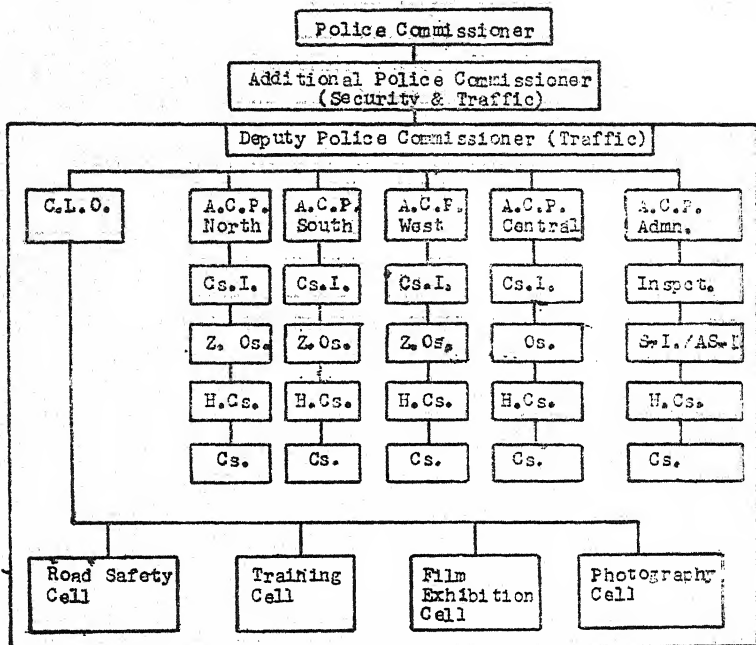 Police Commissioner
Additional Police Commissioner
(Security & Traffic)
Deputy Police Commissioner (Traffic)
C.L.O.
A.C.P.
North
A.C.P.
South
A.C.P.
West
A.C.P.
Central
A.C.P.
Admn.
Cs.I.
Cs.I.
Cs.I.
Cs.I.
Inspct.
Z. Os.
Z.Os.
Z.Os.
Os.
S-I./AS-I
H.Cs.
H.Cs.
H.Cs.
H.Cs.
H.Cs.
Cs.
Cs.
Cs.
Cs.
Cs.
Road Safety
Cell
Training
Cell
Film
Exhibition
Cell
Photography
Cell